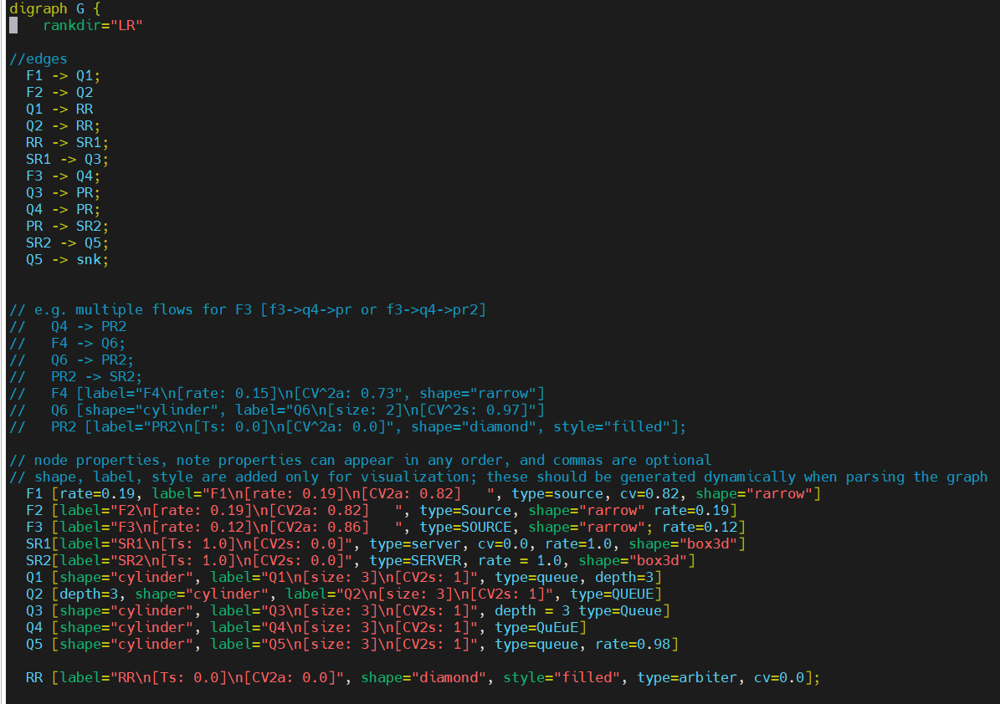 digraph G {
    rankdir="LR"
//edges
  F1 -> Q1;
  F2 -> Q2
  Q1 -> RR
  Q2 -> RR;
  RR -> SR1;
  SR1 -> Q3;
  F3 -> Q4;
  Q3 -> PR;
  Q4 -> PR;
  PR -> SR2;
  SR2 -> Q5;
  Q5 -> snk;
// e.g. multiple flows for F3 [f3->q4->pr or f3->q4->pr2]
//   Q4 -> PR2
//   F4 -> Q6;
//   Q6 -> PR2;
//   PR2 -> SR2;
//   F4 [label="F4\n[rate: 0.15]\n[CV^2a: 0.73", shape="rarrow"]
//   Q6 [shape="cylinder", label="Q6\n[size: 2]\n[CV^2s: 0.97]"]
//   PR2 [label="PR2\n[Ts: 0.0]\n[CV^2a: 0.0]", shape="diamond", style="filled"];
// node properties, note properties can appear in any order, and commas are optional
// shape, label, style are added only for visualization; these should be generated dynamically when parsing the graph
  F1 [rate=0.19, label="F1\n[rate: 0.19]\n[CV2a: 0.82]   ", type=source, cv=0.82, shape="rarrow"]
  F2 [label="F2\n[rate: 0.19]\n[CV2a: 0.82]   ", type=Source, shape="rarrow" rate=0.19]
  F3 [label="F3\n[rate: 0.12]\n[CV2a: 0.86]   ", type=SOURCE, shape="rarrow"; rate=0.12]
  SR1[label="SR1\n[Ts: 1.0]\n[CV2s: 0.0]", type=server, cv=0.0, rate=1.0, shape="box3d"]
  SR2[label="SR2\n[Ts: 1.0]\n[CV2s: 0.0]", type=SERVER, rate = 1.0, shape="box3d"]
  Q1 [shape="cylinder", label="Q1\n[size: 3]\n[CV2s: 1]", type=queue, depth=3]
  Q2 [depth=3, shape="cylinder", label="Q2\n[size: 3]\n[CV2s: 1]", type=QUEUE]
  Q3 [shape="cylinder", label="Q3\n[size: 3]\n[CV2s: 1]", depth = 3 type=Queue]
  Q4 [shape="cylinder", label="Q4\n[size: 3]\n[CV2s: 1]", type=QuEuE]
  Q5 [shape="cylinder", label="Q5\n[size: 3]\n[CV2s: 1]", type=queue, rate=0.98]
  RR [label="RR\n[Ts: 0.0]\n[CV2a: 0.0]", shape="diamond", style="filled", type=arbiter, cv=0.0];